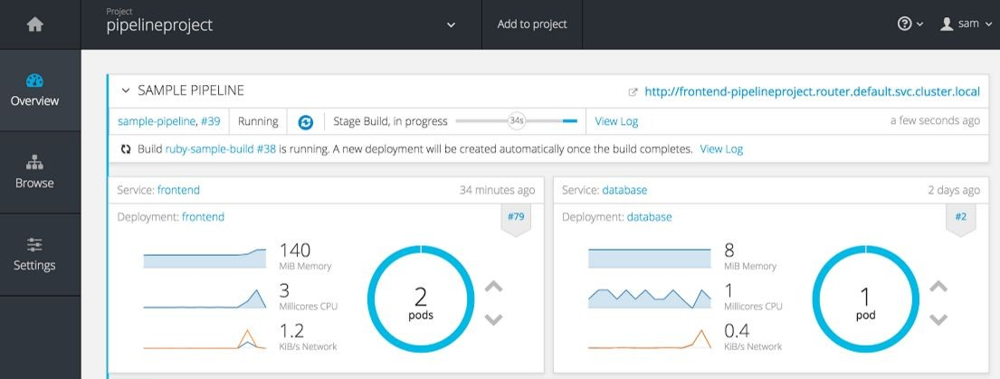 Project
pipelineproject
Add to project
sam
Overview
Browse
Settings
SAMPLE PIPELINE
http://frontend-pipelineproject.router.default.svc.cluster.local
sample-pipeline, #39 Running Stage Build, in progress 34s View Log a few seconds ago
Build ruby-sample-build #38 is running. A new deployment will be created automatically once the build completes. View Log
Service: frontend 34 minutes ago
Deployment: frontend #79
140
MiB Memory
3
Millicores CPU
1.2
KiB/s Network
2
pods
Service: database 2 days ago
Deployment: database #2
8
MiB Memory
1
Millicores CPU
0.4
KiB/s Network
1
pod